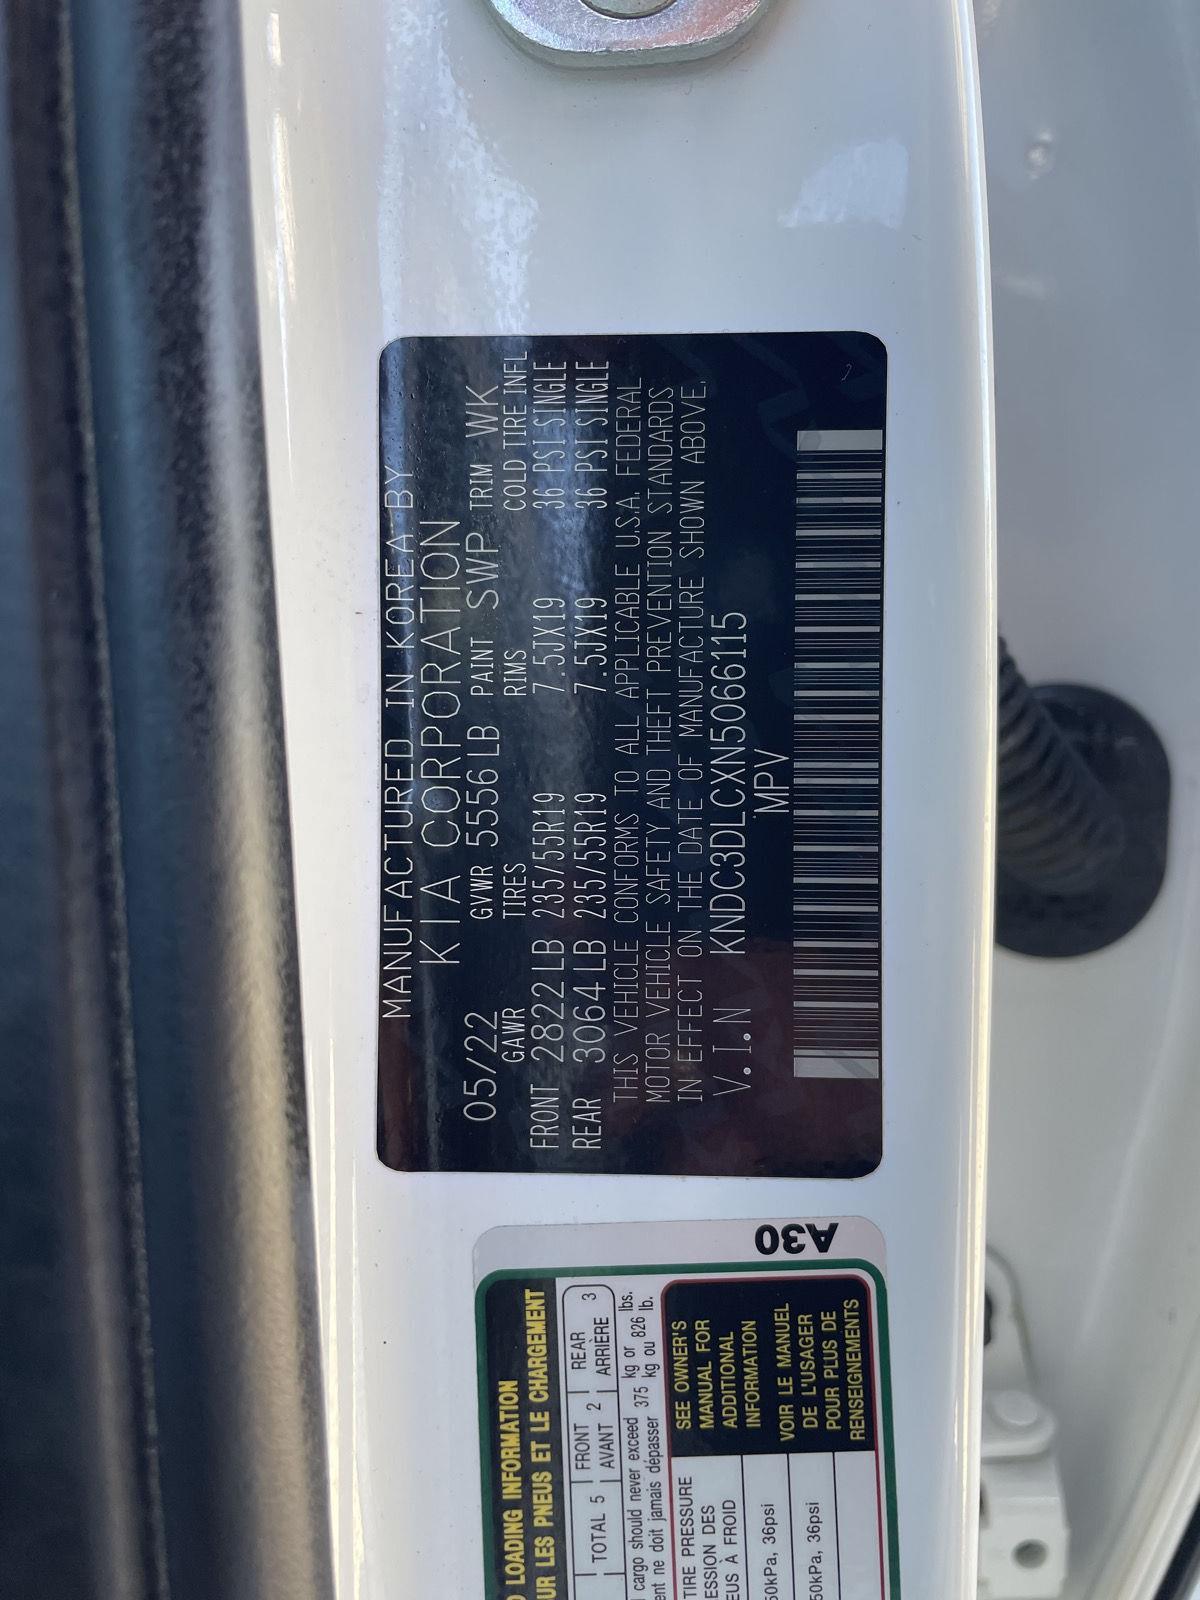 MANUFACTURED IN KOREA BY
KIA CORPORATION
05/22 GVWR 5556 LB PAINT SWP TRIM WK
GAWR TIRES RIMS COLD TIRE INFL
FRONT 2822 LB 235/55R19 7.5JX19 36 PSI SINGLE
REAR 3064 LB 235/55R19 7.5JX19 36 PSI SINGLE
THIS VEHICLE CONFORMS TO ALL APPLICABLE U.S.A. FEDERAL
MOTOR VEHICLE SAFETY AND THEFT PREVENTION STANDARDS
IN EFFECT ON THE DATE OF MANUFACTURE SHOWN ABOVE.
V.I.N KNDC3DLCXN5066115
MPV
A30
LOADING INFORMATION
LES PNEUS ET LE CHARGEMENT
TOTAL 5 FRONT 2 REAR 3
AVANT ARRIÈRE
cargo should never exceed 375 kg or 826 lbs.
ne doit jamais dépasser kg ou lb.
TIRE PRESSURE
DES
À FROID
SEE OWNER'S
MANUAL FOR
ADDITIONAL
INFORMATION
VOIR LE MANUEL
DE L'USAGER
POUR PLUS DE
RENSEIGNEMENTS
50kPa, 36psi
50kPa, 36psi